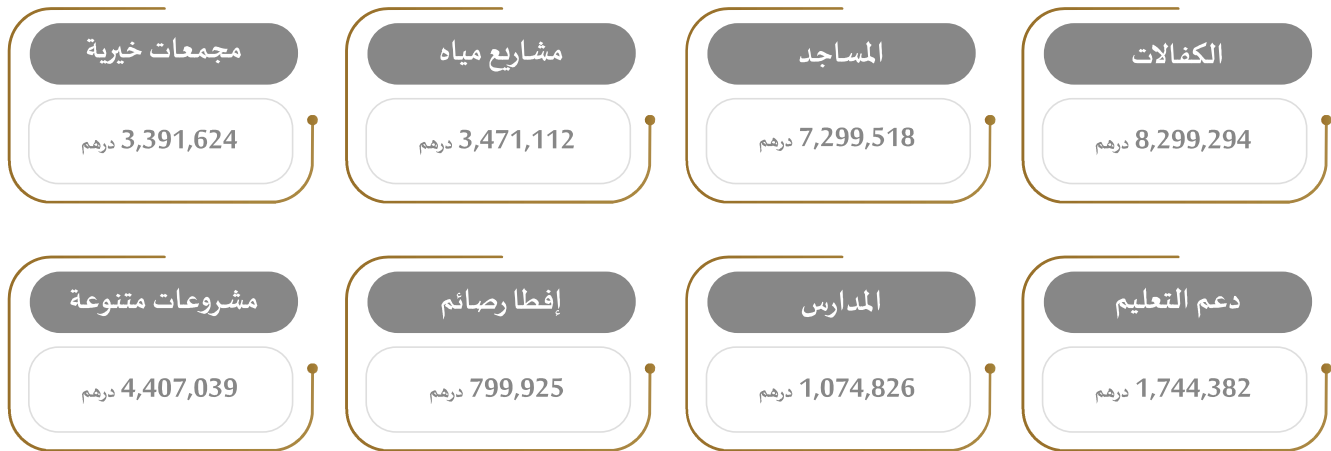 الكفالات
8,299,294 درهم
المساجد
7,299,518 درهم
مشاريع مياه
3,471,112 درهم
مجمعات خيرية
3,391,624 درهم
دعم التعليم
1,744,382 درهم
المدارس
1,074,826 درهم
إفطا رصائم
799,925 درهم
مشروعات متنوعة
4,407,039 درهم